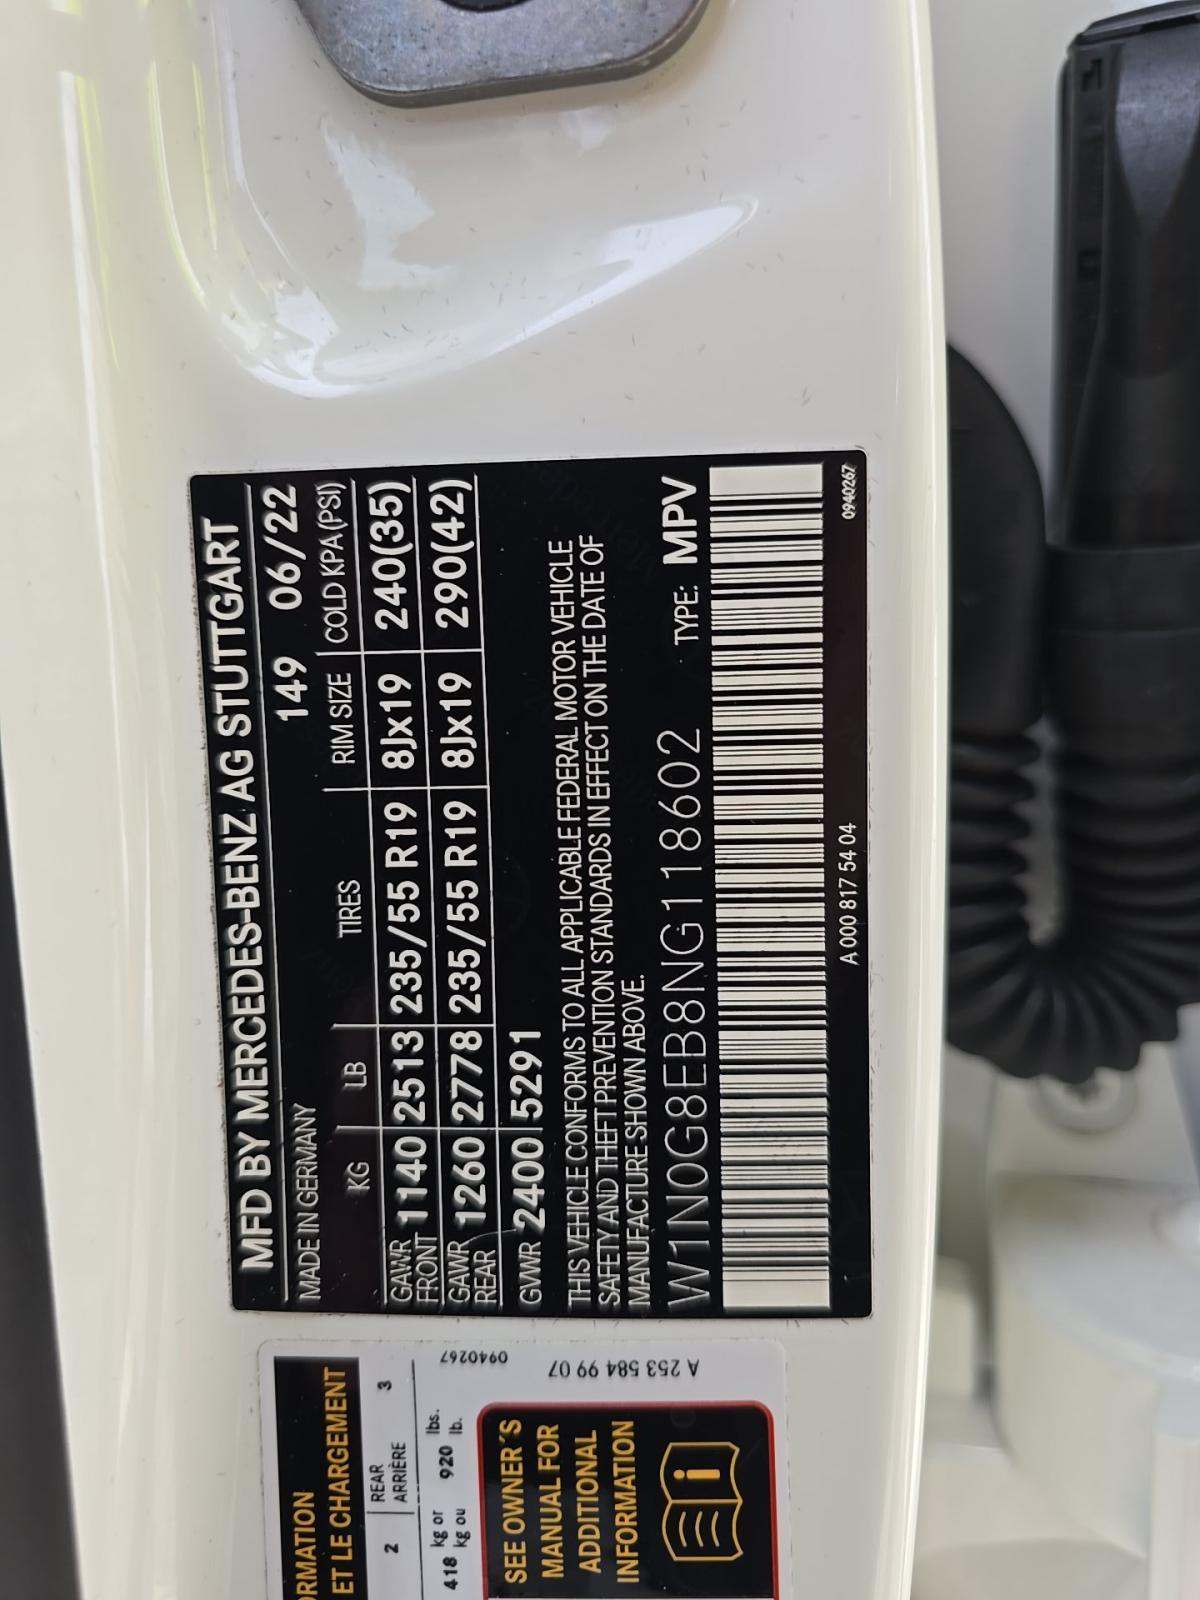 MFD BY MERCEDES-BENZ AG STUTTGART
MADE IN GERMANY 149 06/22
KG LB TIRES RIM SIZE COLD KPA (PSI)
GAWR FRONT 1140 2513 235/55 R19 8Jx19 240(35)
GAWR REAR 1260 2778 235/55 R19 8Jx19 290(42)
GVWR 2400 5291
THIS VEHICLE CONFORMS TO ALL APPLICABLE FEDERAL MOTOR VEHICLE
SAFETY AND THEFT PREVENTION STANDARDS IN EFFECT ON THE DATE OF
MANUFACTURE SHOWN ABOVE.
W1N0G8EB8NG118602 TYPE: MPV
A 000 817 54 04 0940267
ORMATION
ET LE CHARGEMENT
2 REAR 3
ARRIÈRE
418 kg or 920 lbs.
kg ou lb.
0940267
A 253 584 99 07
SEE OWNER'S
MANUAL FOR
ADDITIONAL
INFORMATION